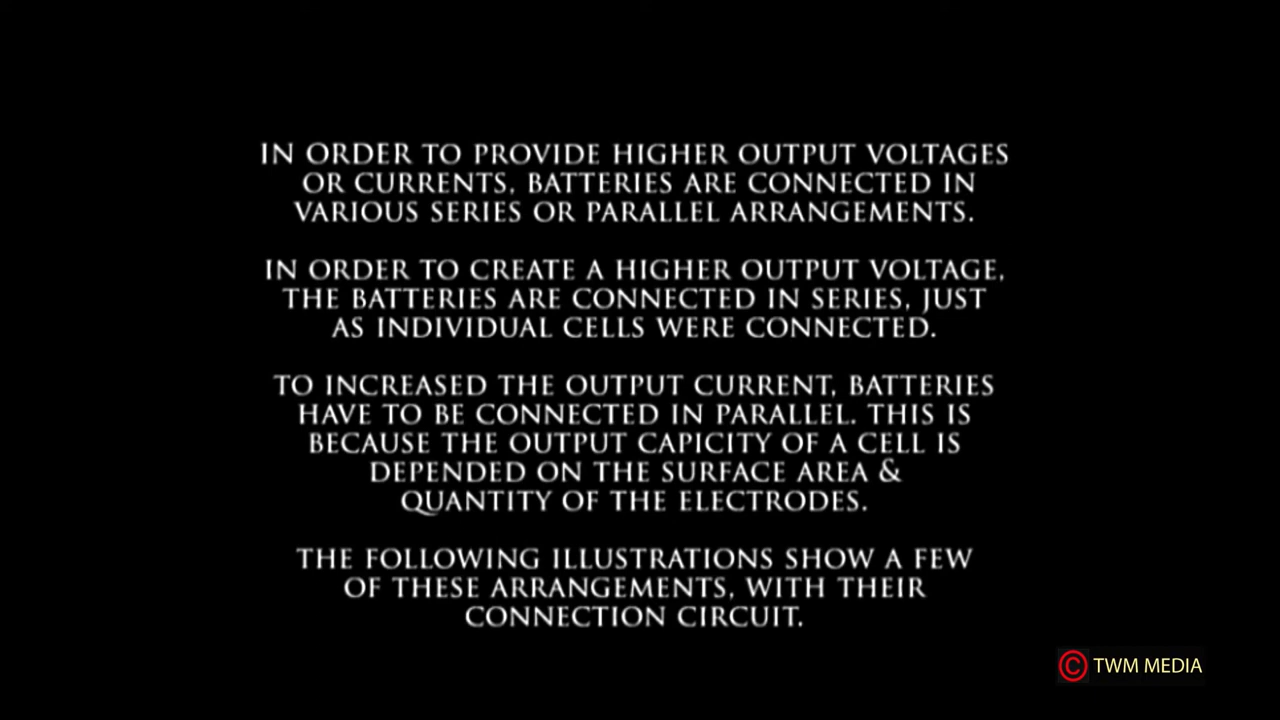 IN ORDER TO PROVIDE HIGHER OUTPUT VOLTAGES
OR CURRENTS, BATTERIES ARE CONNECTED IN
VARIOUS SERIES OR PARALLEL ARRANGEMENTS.
IN ORDER TO CREATE A HIGHER OUTPUT VOLTAGE,
THE BATTERIES ARE CONNECTED IN SERIES, JUST
AS INDIVIDUAL CELLS WERE CONNECTED.
TO INCREASED THE OUTPUT CURRENT, BATTERIES
HAVE TO BE CONNECTED IN PARALLEL. THIS IS
BECAUSE THE OUTPUT CAPICITY OF A CELL IS
DEPENDED ON THE SURFACE AREA &
QUANTITY OF THE ELECTRODES.
THE FOLLOWING ILLUSTRATIONS SHOW A FEW
OF THESE ARRANGEMENTS, WITH THEIR
CONNECTION CIRCUIT.
© TWM MEDIA